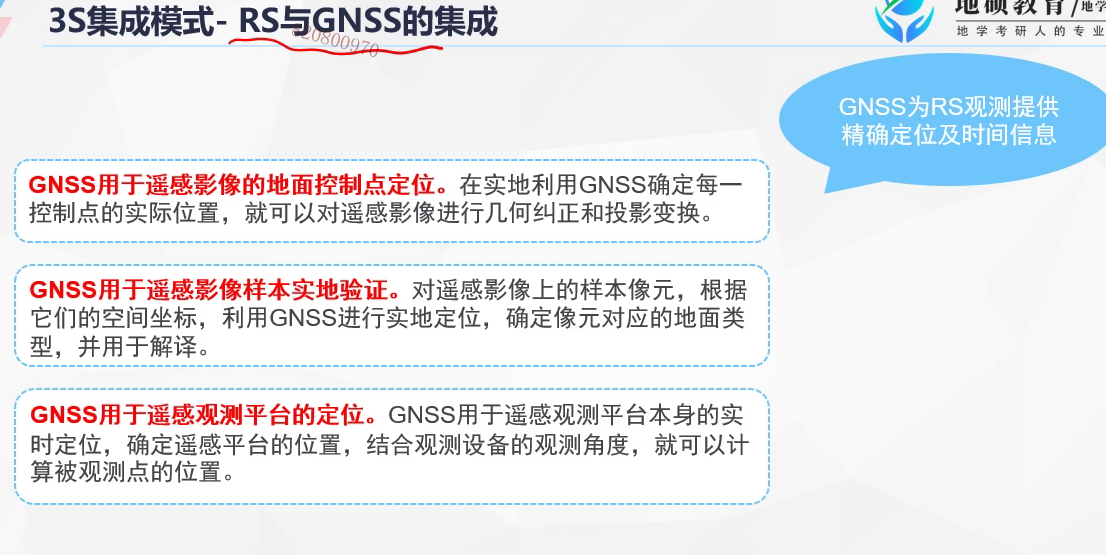 3S集成模式- RS与GNSS的集成
820800970
地硕教育/地学
地学考研人的专业
GNSS为RS观测提供
精确定位及时间信息
GNSS用于遥感影像的地面控制点定位。在实地利用GNSS确定每一
控制点的实际位置，就可以对遥感影像进行几何纠正和投影变换。
GNSS用于遥感影像样本实地验证。对遥感影像上的样本像元，根据
它们的空间坐标，利用GNSS进行实地定位，确定像元对应的地面类
型，并用于解译。
GNSS用于遥感观测平台的定位。GNSS用于遥感观测平台本身的实
时定位，确定遥感平台的位置，结合观测设备的观测角度，就可以计
算被观测点的位置。